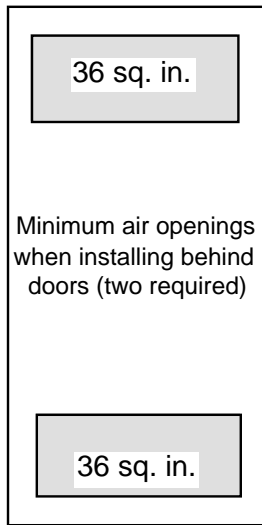 36 sq. in.
Minimum air openings
when installing behind
doors (two required)
36 sq. in.